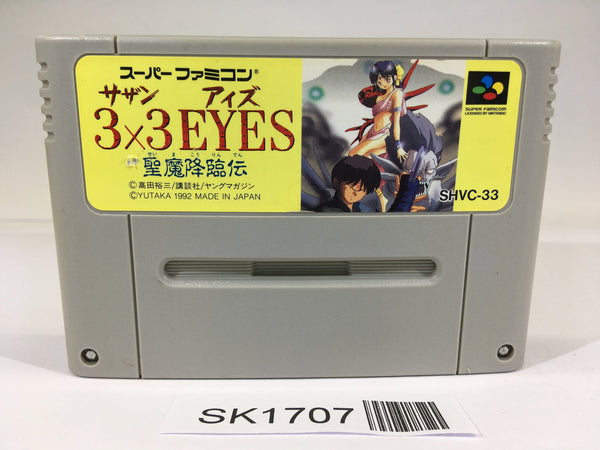 スーパーファミコン®
サザン アイズ
3×3 EYES
せい ま こう りん でん
聖魔降臨伝
©高田裕三/講談社/ヤングマガジン
©YUTAKA 1992 MADE IN JAPAN
SUPER FAMICOM
LICENSED BY NINTENDO
SHVC-33
SK1707